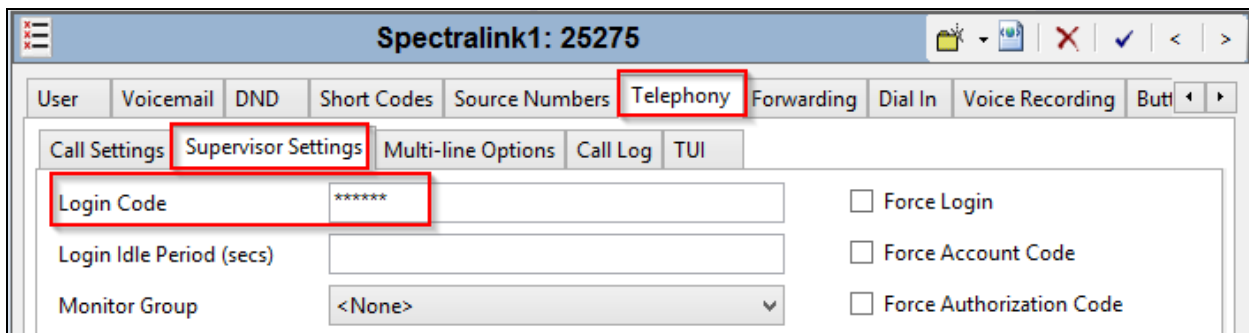 Spectralink1: 25275
User Voicemail DND Short Codes Source Numbers Telephony Forwarding Dial In Voice Recording Butt
Call Settings Supervisor Settings Multi-line Options Call Log TUI
Login Code ****** Force Login
Login Idle Period (secs) Force Account Code
Monitor Group <None> Force Authorization Code